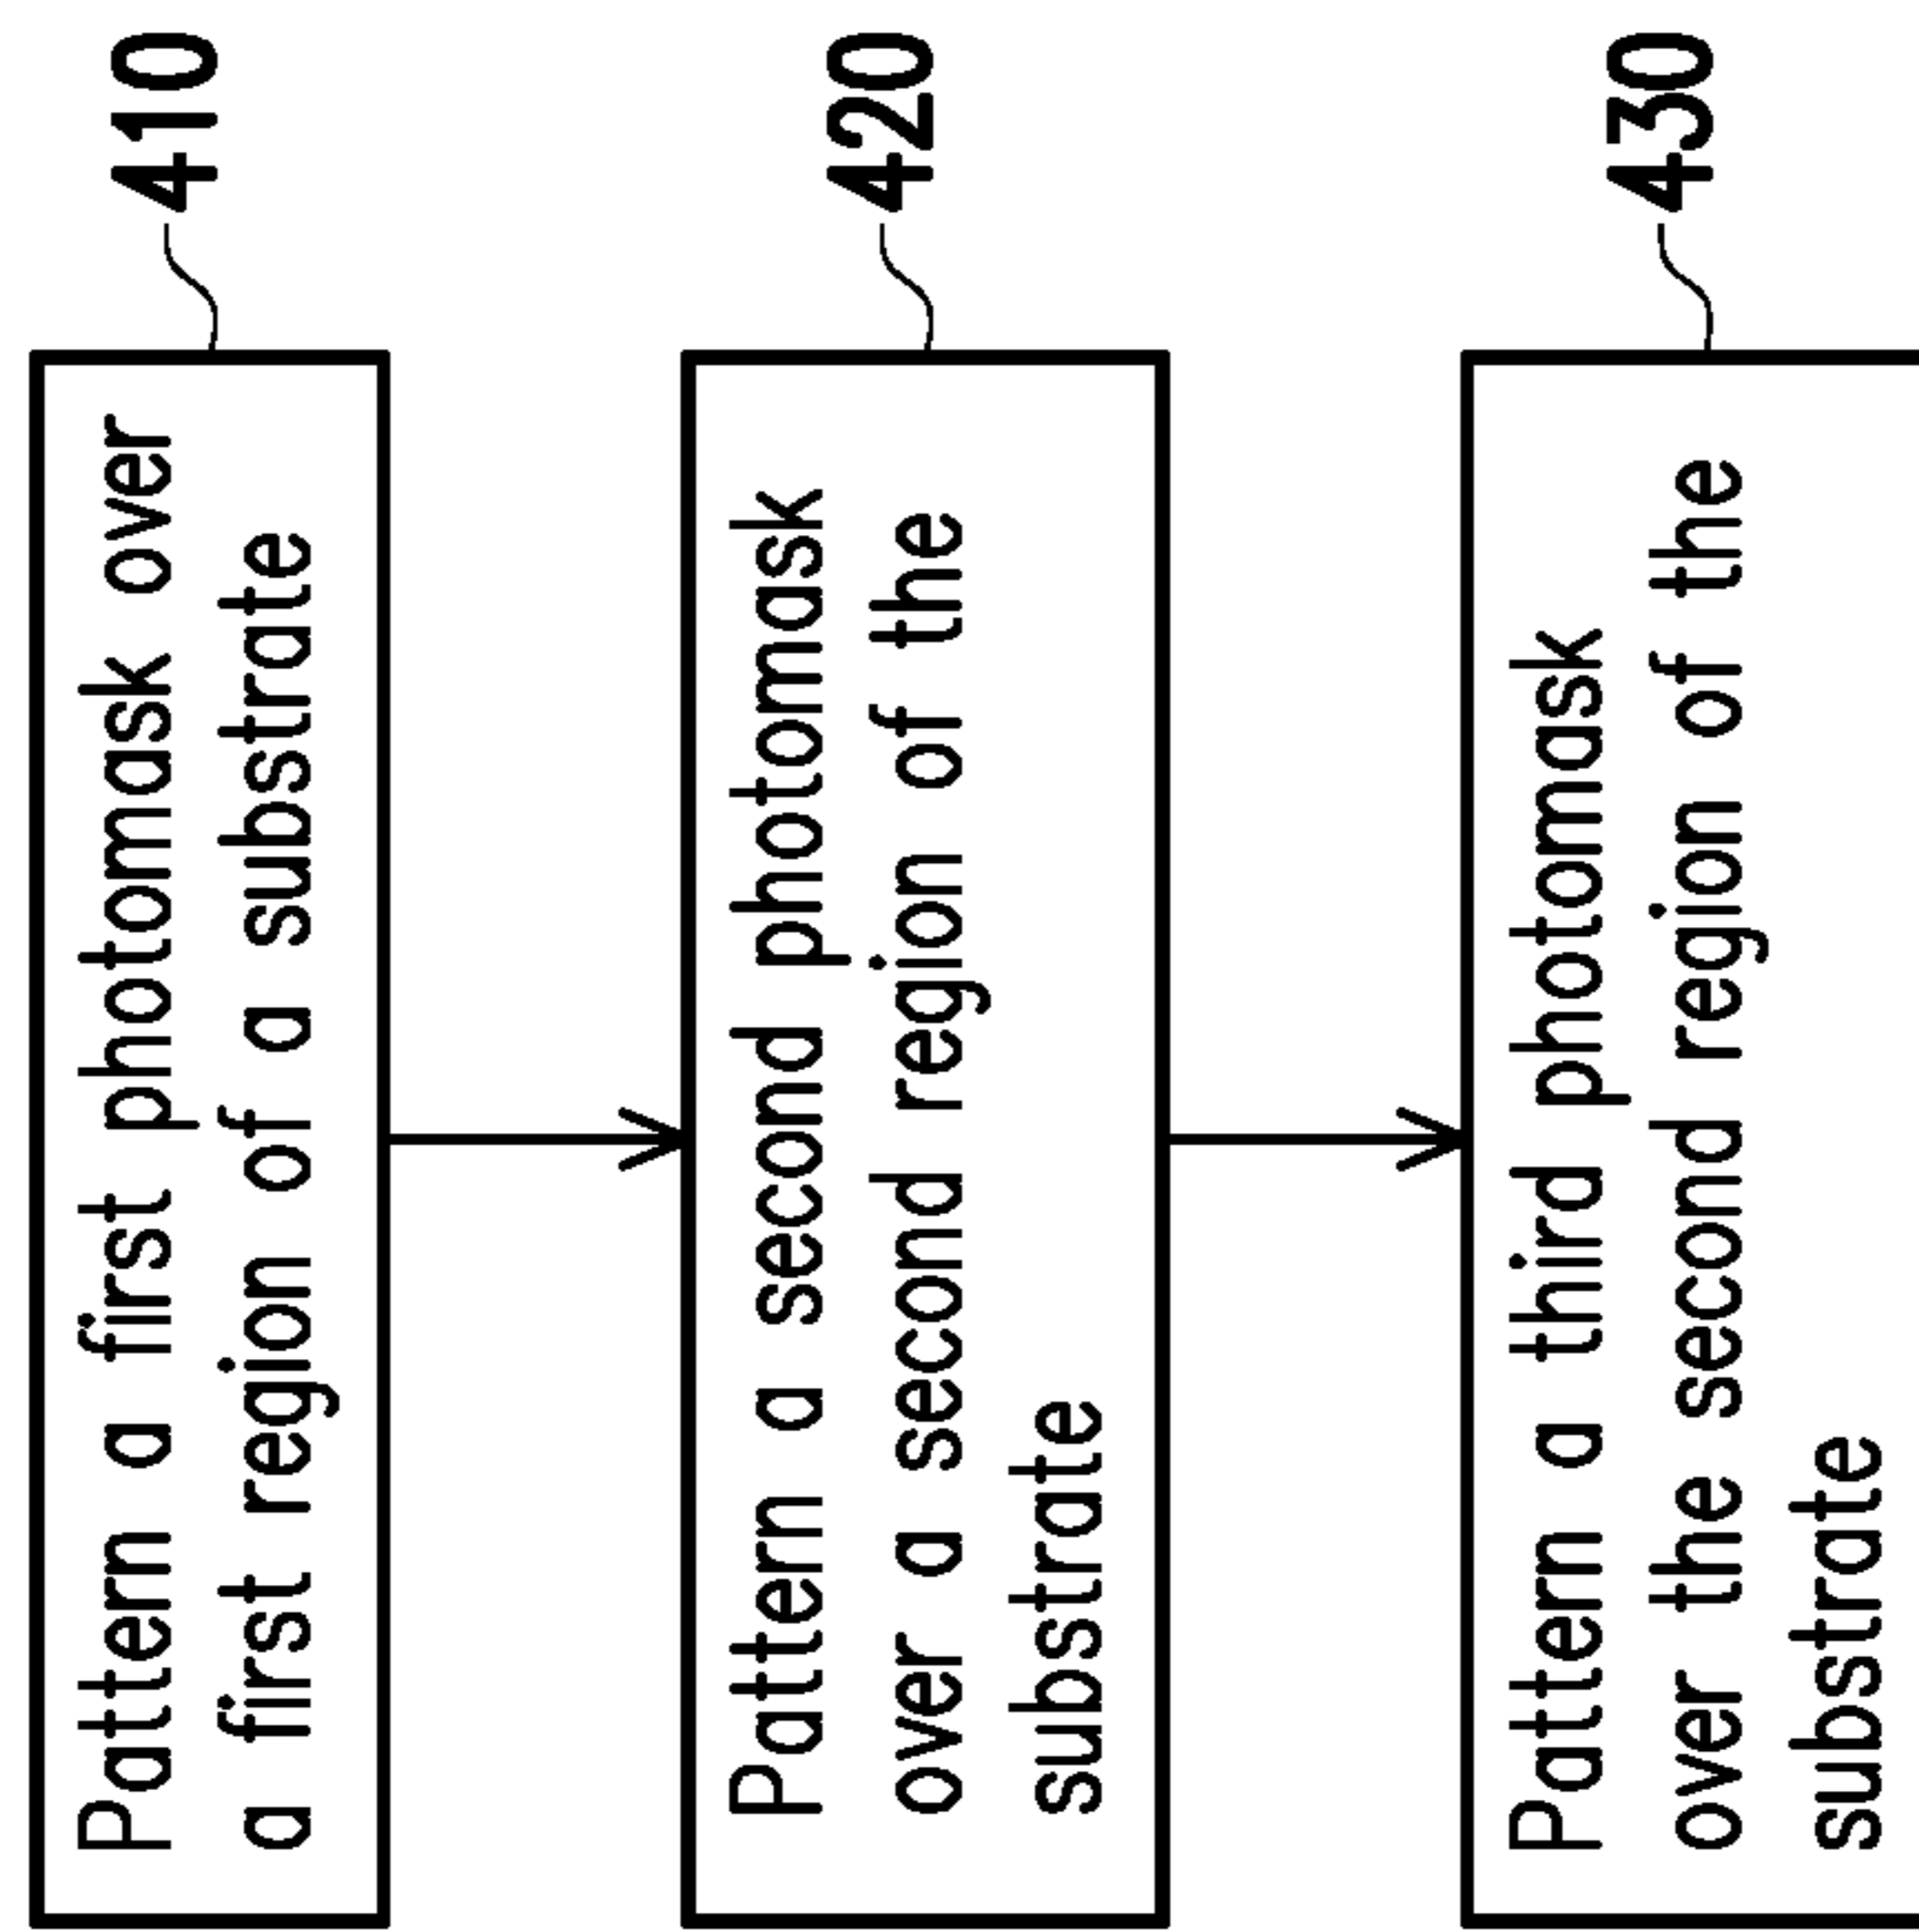 Pattern a first photomask over
a first region of a substrate
410
Pattern a second photomask
over a second region of the
substrate
420
Pattern a third photomask
over the second region of the
substrate
430